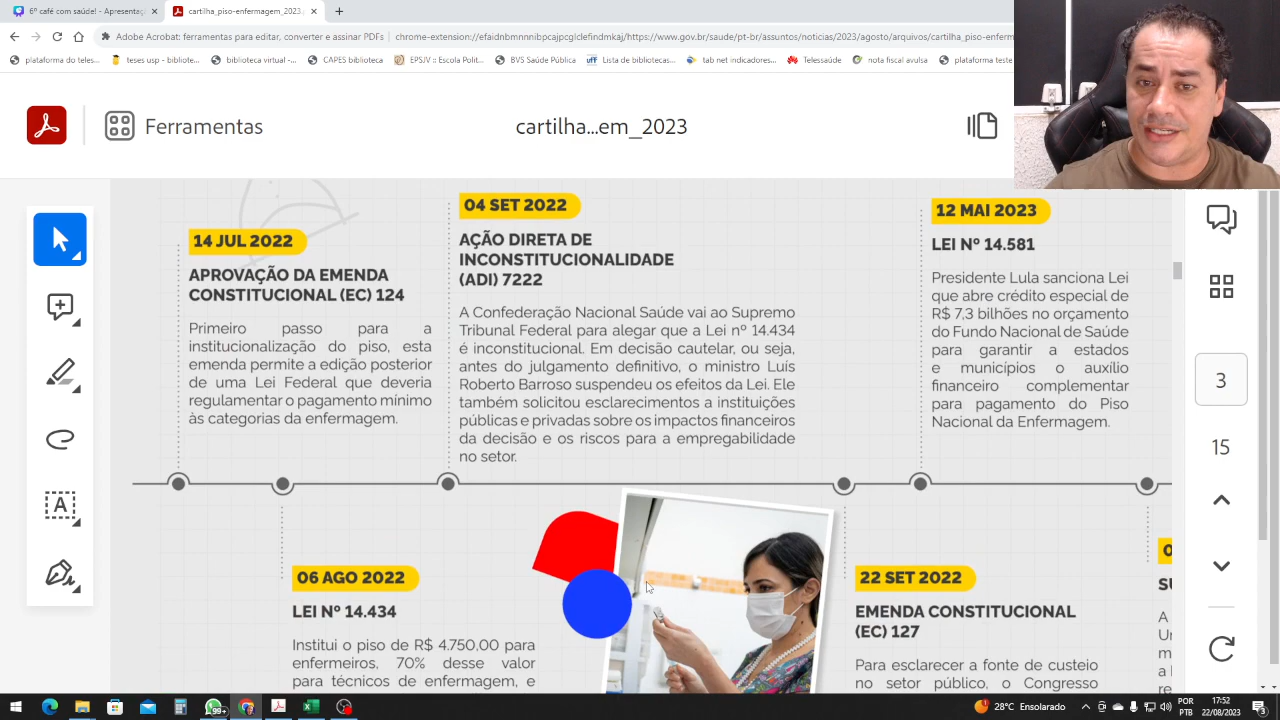 6º café com saúde! - Apresentaç
cartilha_piso-enfermagem_2023.
Adobe Acrobat: ferramentas para editar, converter e assinar PDFs | chrome-extension://efaidnbmnnnibpcajpcglclefindmkaj/https://www.gov.br/saude/pt-br/assuntos/noticias/2023/agosto/arquivos/cartilha_piso-enferm
plataforma do teles...
teses usp - bibliote...
biblioteca virtual -...
CAPES biblioteca
EPSJV :: Escola Polit...
BVS Saúde Pública
uff
Lista de bibliotecas...
tab net indicadores...
Telessaúde
nota fiscal avulsa
plataforma teste
Ferramentas
cartilha...em_2023
14 JUL 2022
APROVAÇÃO DA EMENDA
CONSTITUCIONAL (EC) 124
Primeiro passo para a
institucionalização do piso, esta
emenda permite a edição posterior
de uma Lei Federal que deveria
regulamentar o pagamento mínimo
às categorias da enfermagem.
04 SET 2022
AÇÃO DIRETA DE
INCONSTITUCIONALIDADE
(ADI) 7222
A Confederação Nacional Saúde vai ao Supremo
Tribunal Federal para alegar que a Lei nº 14.434
é inconstitucional. Em decisão cautelar, ou seja,
antes do julgamento definitivo, o ministro Luís
Roberto Barroso suspendeu os efeitos da Lei. Ele
também solicitou esclarecimentos a instituições
públicas e privadas sobre os impactos financeiros
da decisão e os riscos para a empregabilidade
no setor.
12 MAI 2023
LEI Nº 14.581
Presidente Lula sanciona Lei
que abre crédito especial de
R$ 7,3 bilhões no orçamento
do Fundo Nacional de Saúde
para garantir a estados
e municípios o auxílio
financeiro complementar
para pagamento do Piso
Nacional da Enfermagem.
06 AGO 2022
LEI Nº 14.434
Institui o piso de R$ 4.750,00 para
enfermeiros, 70% desse valor
para técnicos de enfermagem, e
22 SET 2022
EMENDA CONSTITUCIONAL
(EC) 127
Para esclarecer a fonte de custeio
no setor público, o Congresso
A
3
15
99+
28°C Ensolarado
POR
PTB
17:52
22/08/2023
3